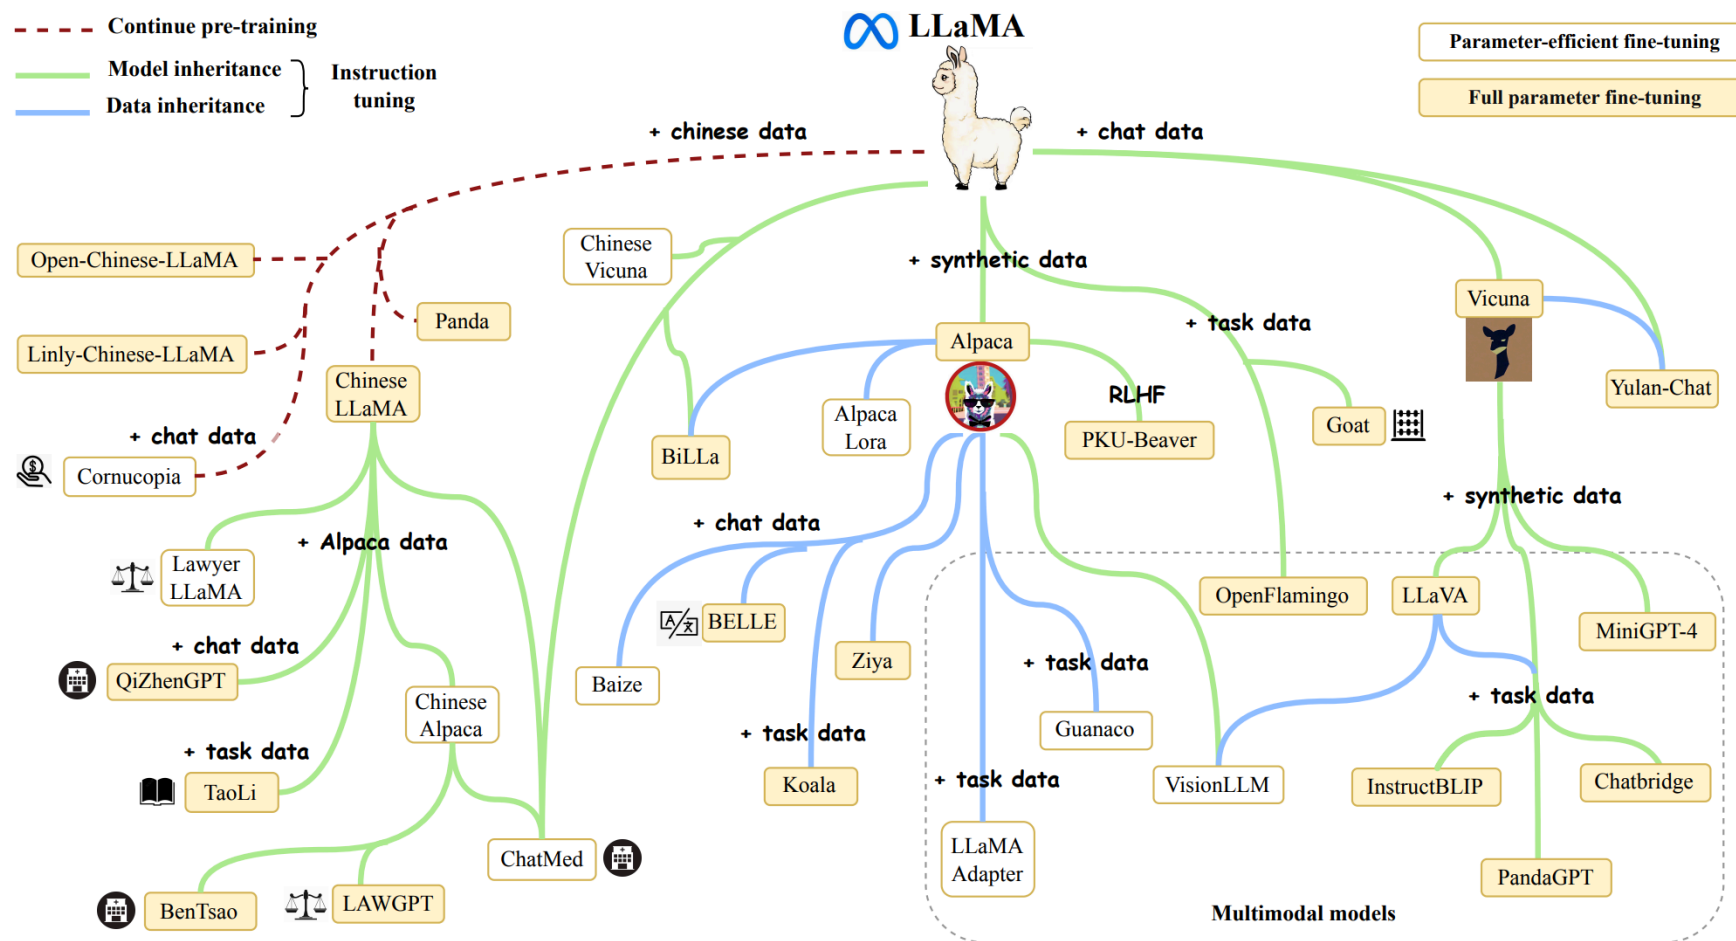 LLaMA
Continue pre-training
Model inheritance
Data inheritance
Instruction
tuning
Parameter-efficient fine-tuning
Full parameter fine-tuning
+ chinese data
+ chat data
Chinese
Vicuna
+ synthetic data
Open-Chinese-LLaMA
Vicuna
Panda
+ task data
Alpaca
Linly-Chinese-LLaMA
Chinese
LLaMA
Yulan-Chat
RLHF
Alpaca
Lora
Goat
PKU-Beaver
+ chat data
BiLLa
Cornucopia
+ synthetic data
+ chat data
+ Alpaca data
Lawyer
LLaMA
OpenFlamingo
LLaVA
BELLE
A
文
MiniGPT-4
+ chat data
Ziya
+ task data
QiZhenGPT
Baize
Chinese
Alpaca
+ task data
Guanaco
+ task data
+ task data
TaoLi
Koala
+ task data
VisionLLM
InstructBLIP
Chatbridge
LLaMA
Adapter
ChatMed
PandaGPT
BenTsao
LAWGPT
Multimodal models
$